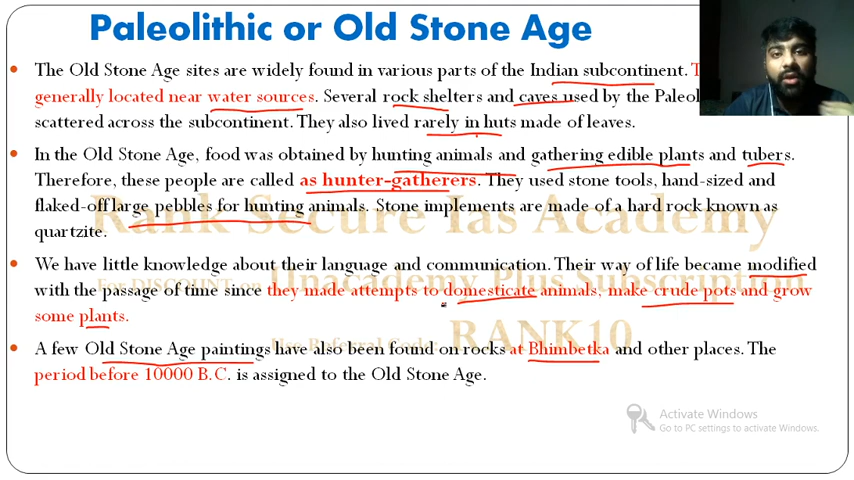 Paleolithic or Old Stone Age
• The Old Stone Age sites are widely found in various parts of the Indian subcontinent.
generally located near water sources. Several rock shelters and caves used by the
scattered across the subcontinent. They also lived rarely in huts made of leaves.
• In the Old Stone Age, food was obtained by hunting animals and gathering edible plants and tubers.
Therefore, these people are called as hunter-gatherers. They used stone tools, hand-sized and
flaked-off large pebbles for hunting animals. Stone implements are made of a hard rock known as
quartzite.
Rank Secure Ias Academy
• We have little knowledge about their language and communication. Their way of life became modified
For DISCOUNT on Unacademy Plus Subscription
with the passage of time since they made attempts to domesticate animals, make crude pots and grow
some plants.
Use Referral Code: RANK10
• A few Old Stone Age paintings have also been found on rocks at Bhimbetka and other places. The
period before 10000 B.C. is assigned to the Old Stone Age.
Activate Windows
Go to PC settings to activate Windows.